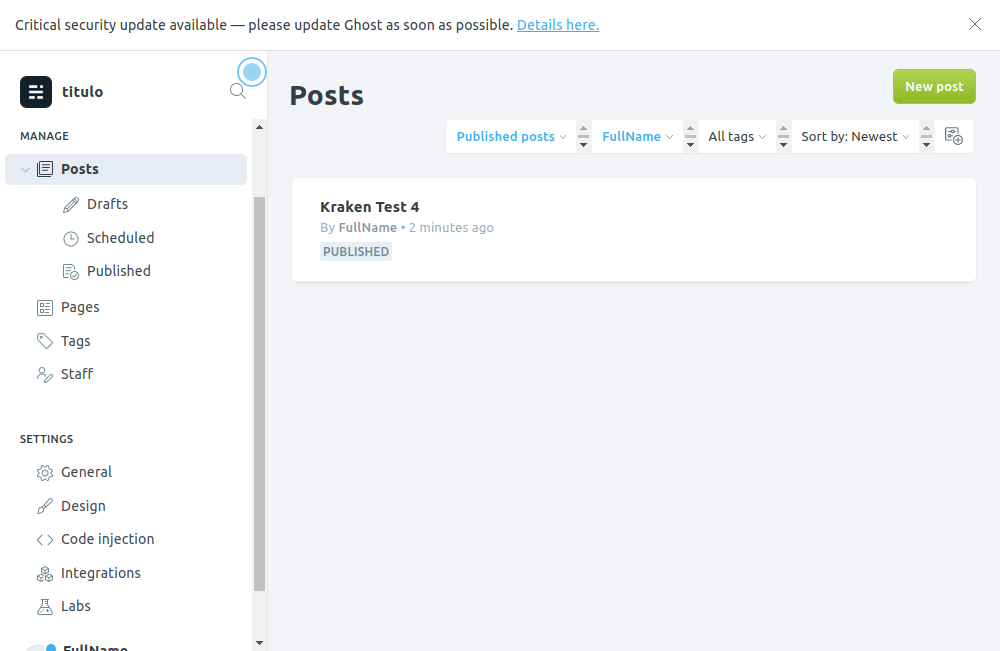 Critical security update available — please update Ghost as soon as possible. Details here.
titulo
MANAGE
Posts
Drafts
Scheduled
Published
Pages
Tags
Staff
SETTINGS
General
Design
Code injection
Integrations
Labs
FullName
Posts
New post
Published posts
FullName
All tags
Sort by: Newest
Kraken Test 4
By FullName • 2 minutes ago
PUBLISHED